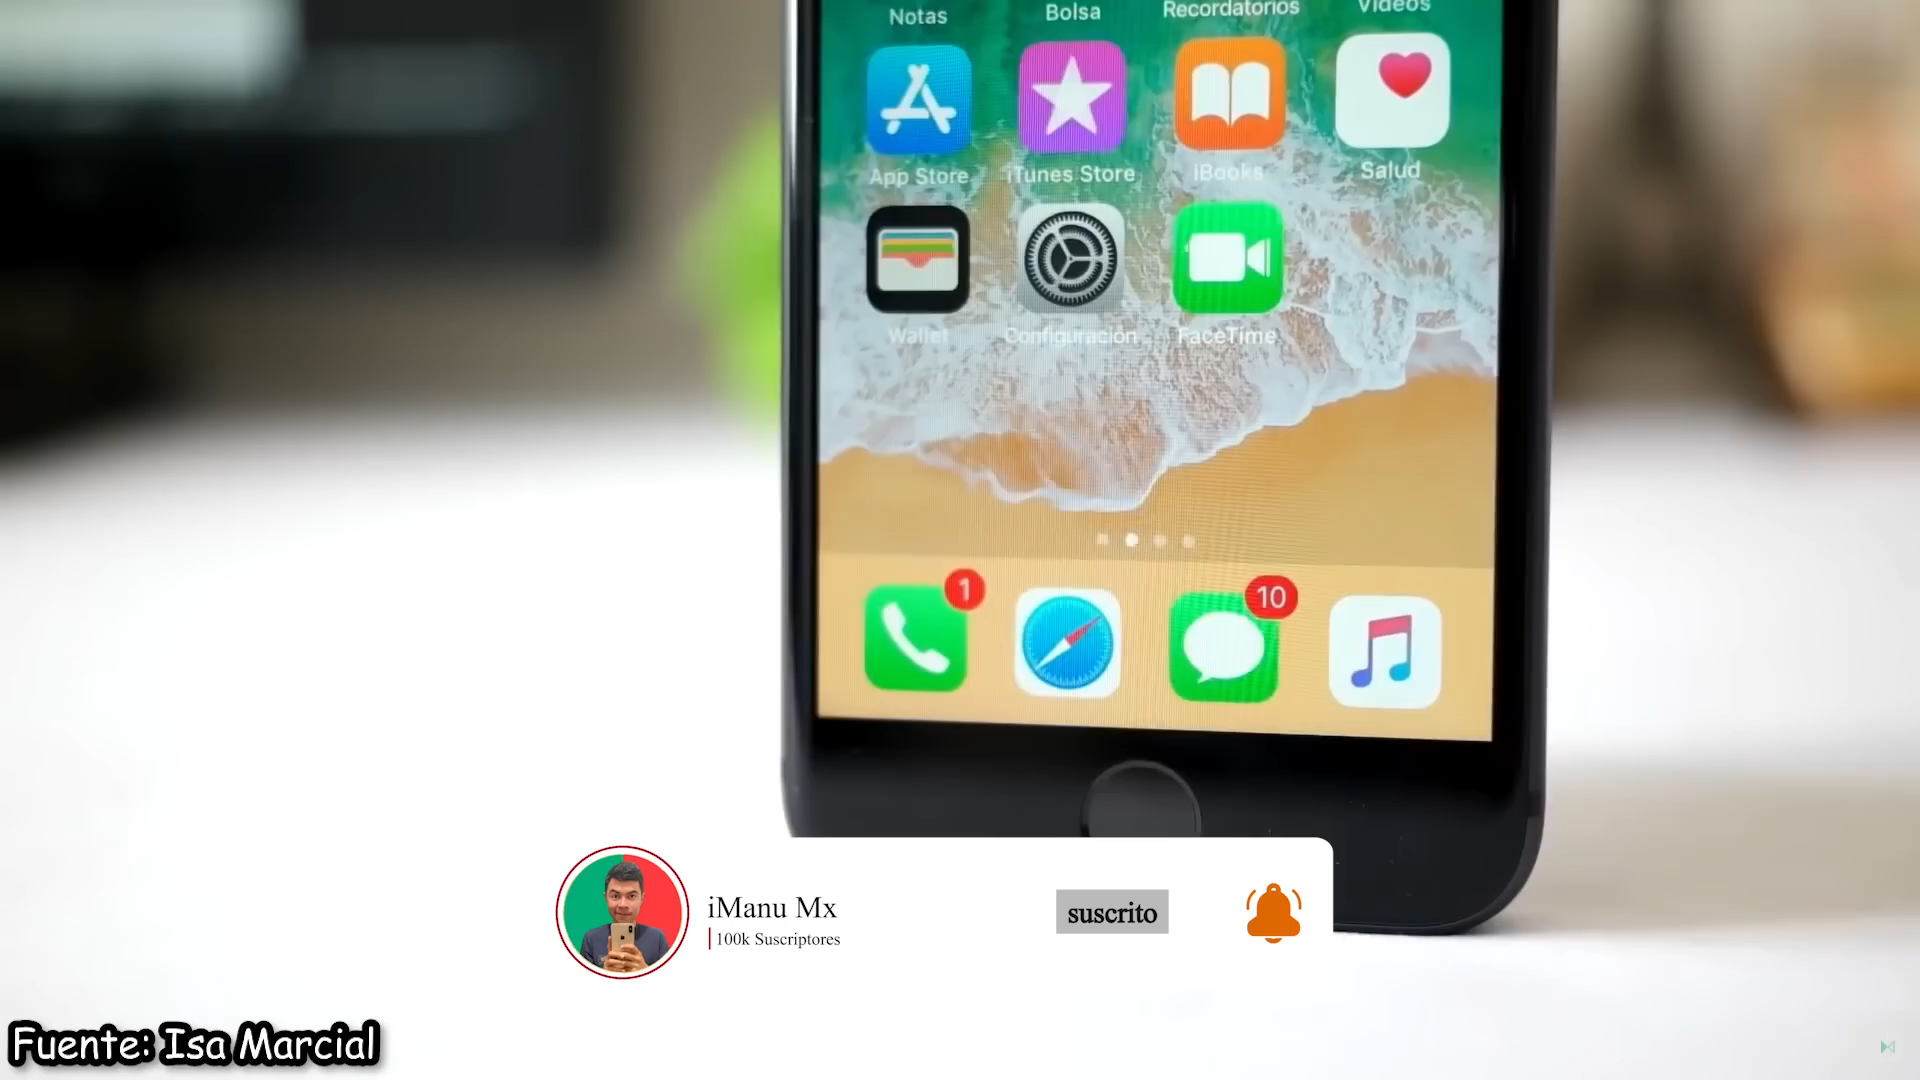 Notas Bolsa Recordatorios Videos
App Store iTunes Store iBooks Salud
Wallet Configuración FaceTime
1
10
iManu Mx
100k Suscriptores
suscrito
Fuente: Isa Marcial